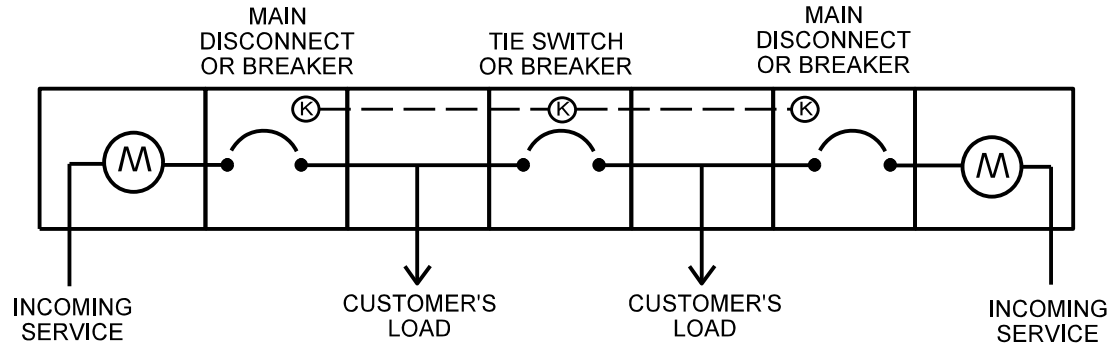 MAIN
DISCONNECT
OR BREAKER
TIE SWITCH
OR BREAKER
MAIN
DISCONNECT
OR BREAKER
K
K
K
M
M
INCOMING
SERVICE
CUSTOMER'S
LOAD
CUSTOMER'S
LOAD
INCOMING
SERVICE